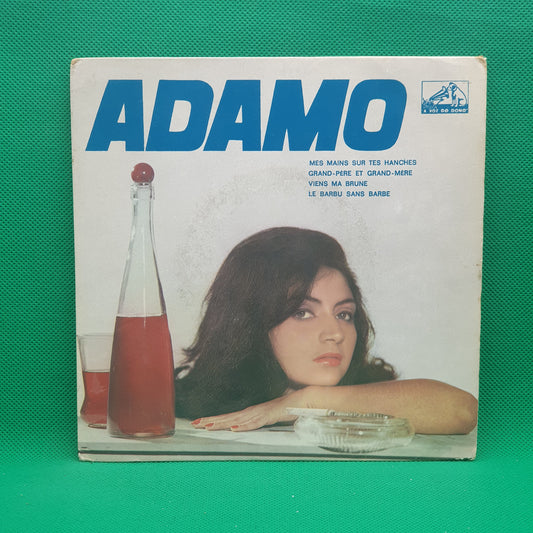 ADAMO
A VOZ DO DONO
MES MAINS SUR TES HANCHES
GRAND-PÈRE ET GRAND-MÈRE
VIENS MA BRUNE
LE BARBU SANS BARBE